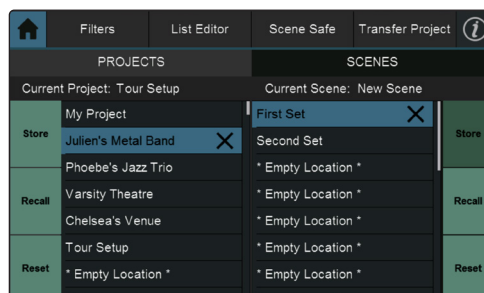 Filters
List Editor
Scene Safe
Transfer Project
i
PROJECTS
SCENES
Current Project: Tour Setup
Current Scene: New Scene
Store
Recall
Reset
My Project
Julien's Metal Band
X
Phoebe's Jazz Trio
Varsity Theatre
Chelsea's Venue
Tour Setup
* Empty Location *
First Set
X
Second Set
* Empty Location *
* Empty Location *
* Empty Location *
* Empty Location *
* Empty Location *
Store
Recall
Reset